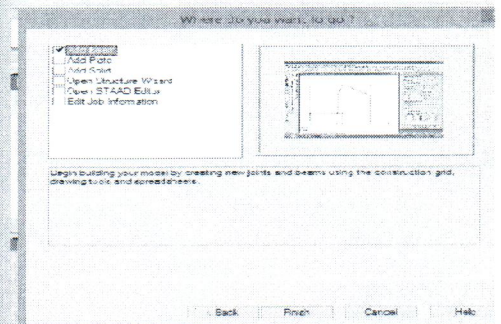 Where do you want to go ?
Add Beam
Add Plate
Add Solid
Open Structure Wizard
Open STAAD Editor
Edit Job Information
Begin building your model by creating new joints and beams using the construction grid,
drawing tools and spreadsheets.
< Back Finish Cancel Help